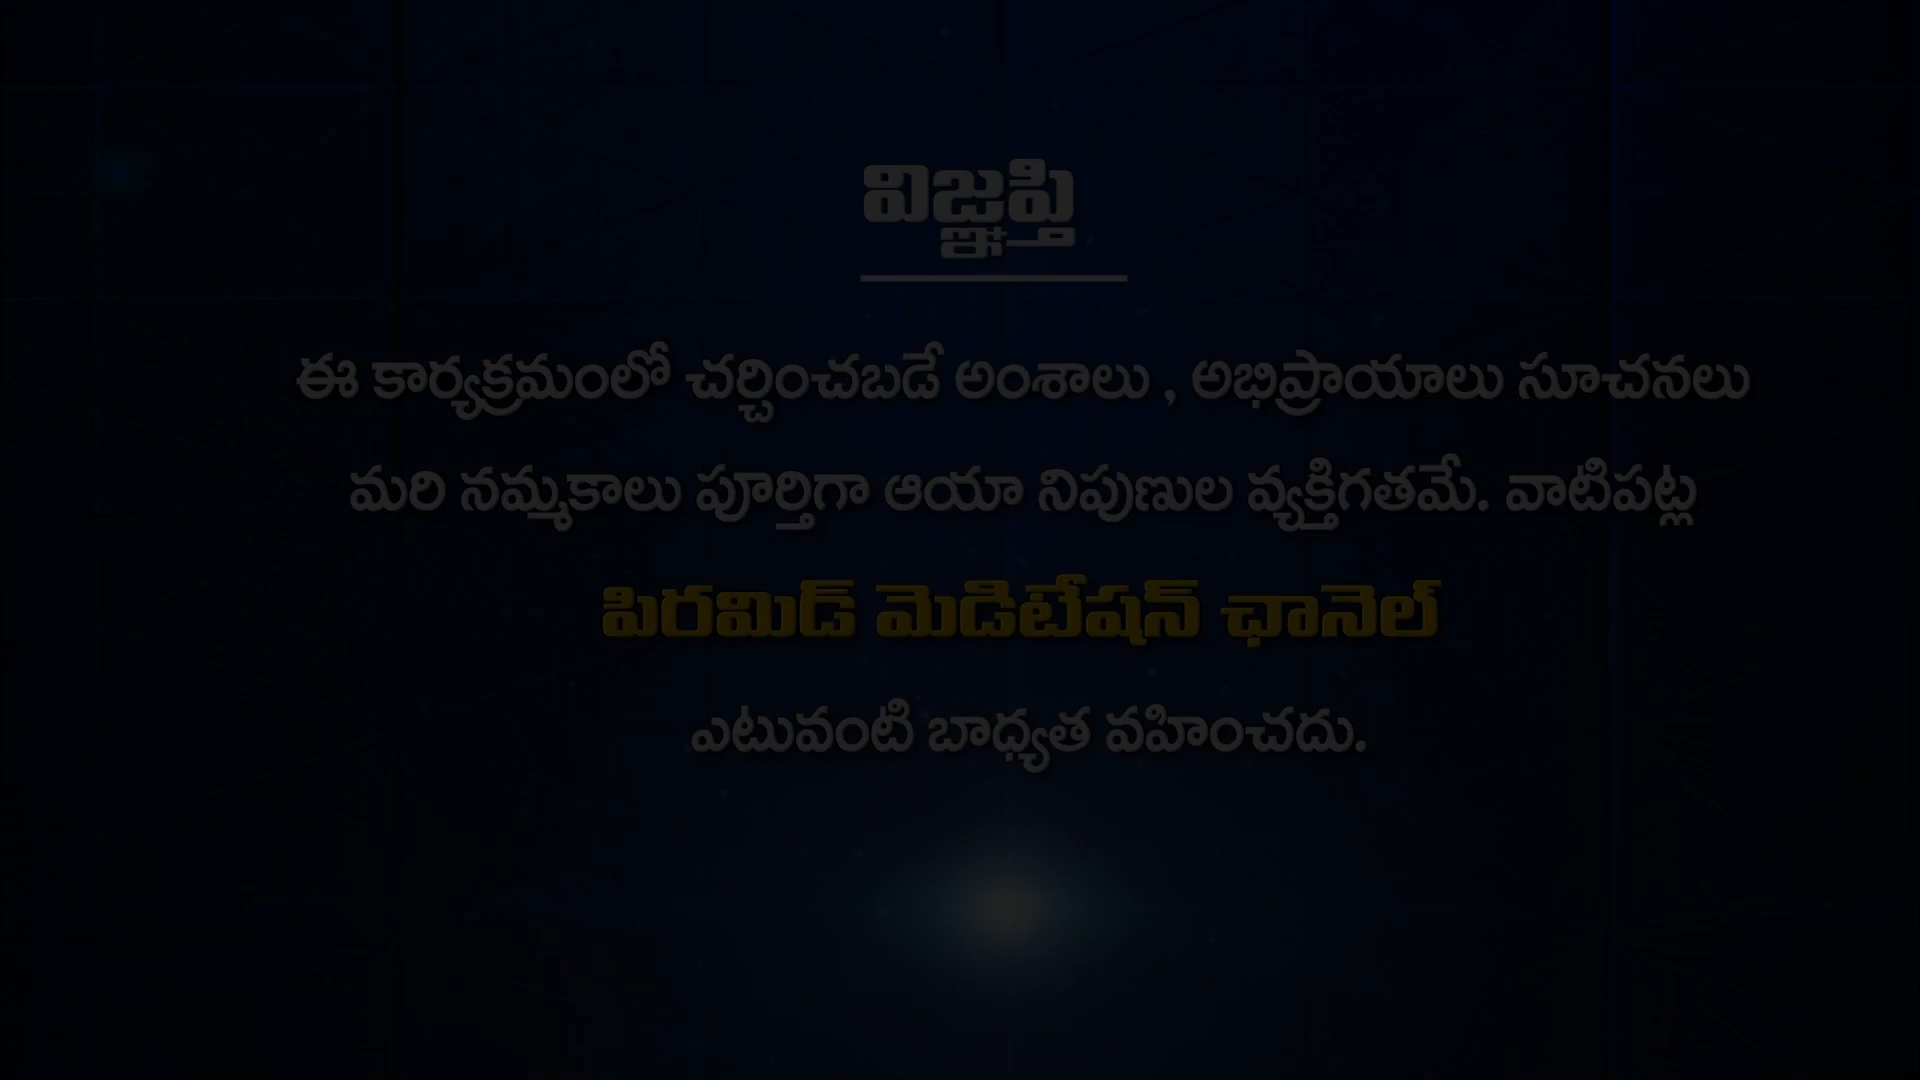 విజ్ఞప్తి
ఈ కార్యక్రమంలో చర్చించబడే అంశాలు , అభిప్రాయాలు సూచనలు
మరి నమ్మకాలు పూర్తిగా ఆయా నిపుణుల వ్యక్తిగతమే. వాటిపట్ల
పిరమిడ్ మెడిటేషన్ ఛానెల్
ఎటువంటి బాధ్యత వహించదు.